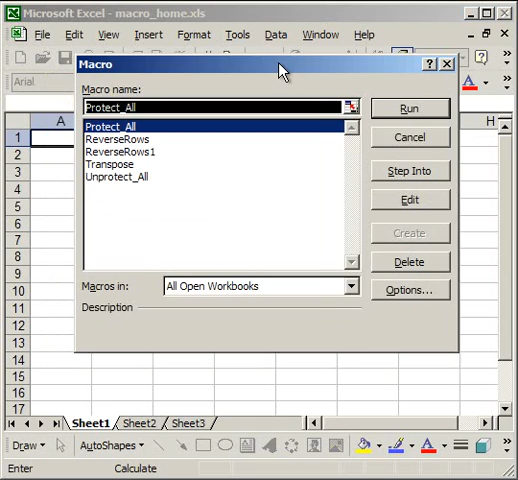 Microsoft Excel - macro_home.xls
File Edit View Insert Format Tools Data Window Help
Arial
Macro
Macro name:
Protect_All
Run
Protect_All
ReverseRows
ReverseRows1
Transpose
Unprotect_All
Cancel
Step Into
Edit
Create
Delete
Options...
Macros in: All Open Workbooks
Description
A H
1
2
3
4
5
6
7
8
9
10
11
12
13
14
15
16
17
Sheet1 Sheet2 Sheet3
Draw AutoShapes
Enter Calculate